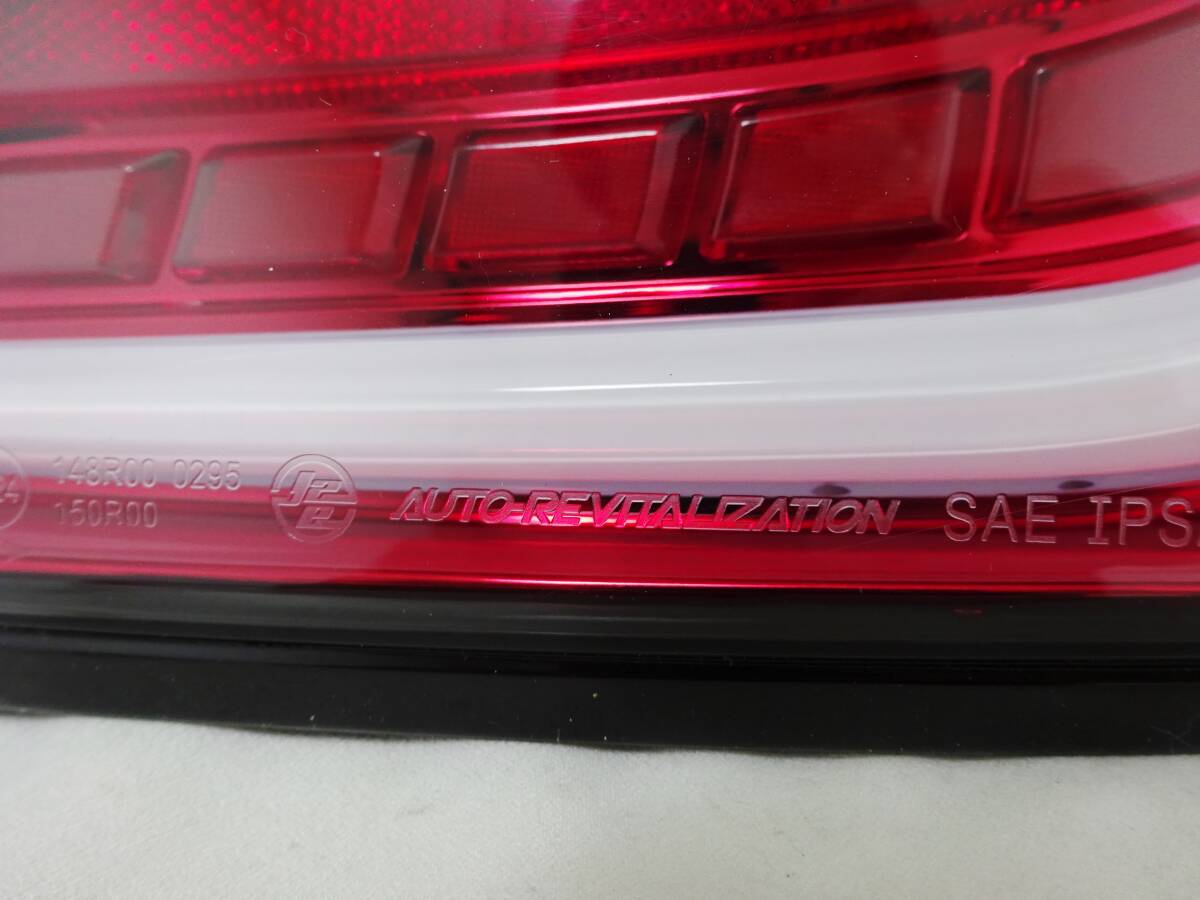 148R00 0295
150R00
AUTO-REVITALIZATION
SAE IPS